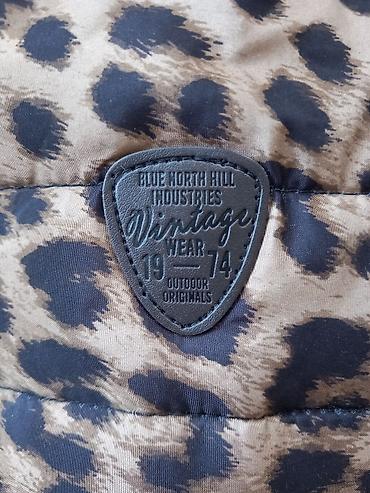 BLUE NORTH HILL
INDUSTRIES
Vintage
WEAR
19 — 74
OUTDOOR
ORIGINALS